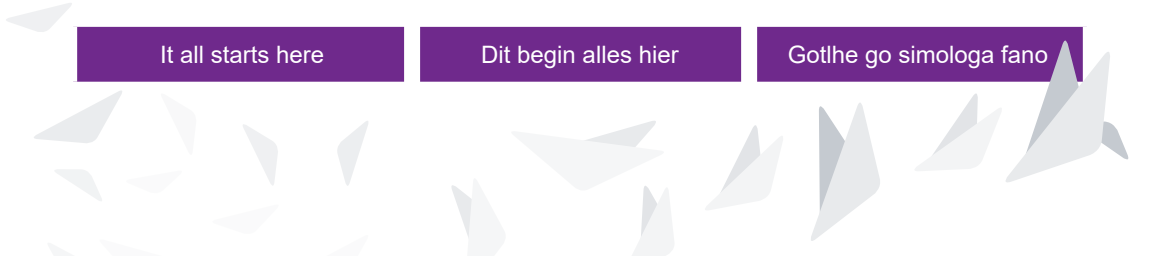 It all starts here
Dit begin alles hier
Gotlhe go simologa fano